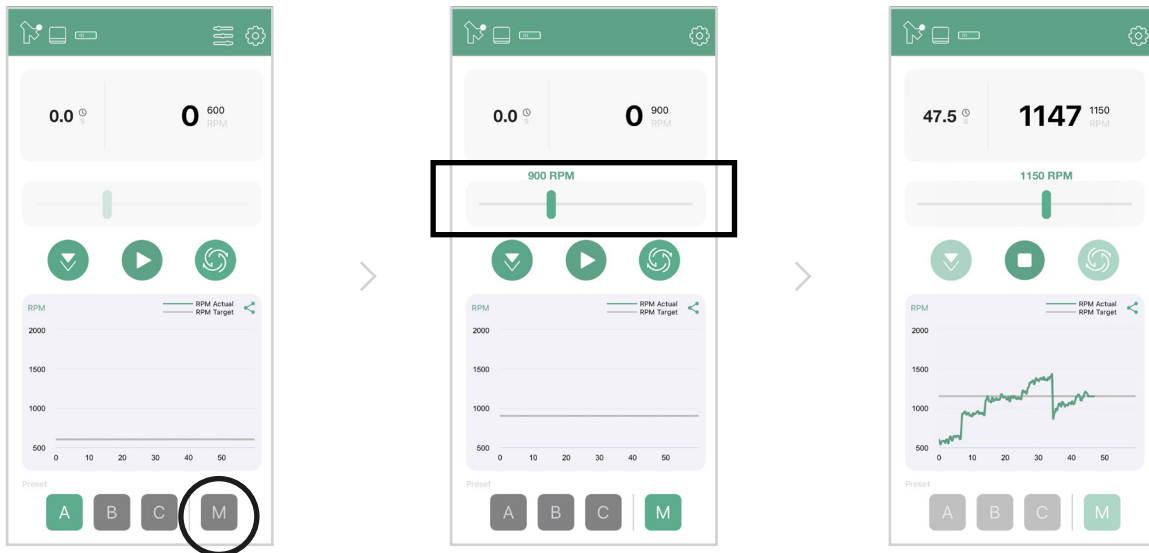 0.0 s
0 600 RPM
RPM
RPM Actual
RPM Target
2000
1500
1000
500
0 10 20 30 40 50
Preset
A B C M
0.0 s
0 900 RPM
900 RPM
RPM
RPM Actual
RPM Target
2000
1500
1000
500
0 10 20 30 40 50
Preset
A B C M
47.5 s
1147 1150 RPM
1150 RPM
RPM
RPM Actual
RPM Target
2000
1500
1000
500
0 10 20 30 40 50
Preset
A B C M